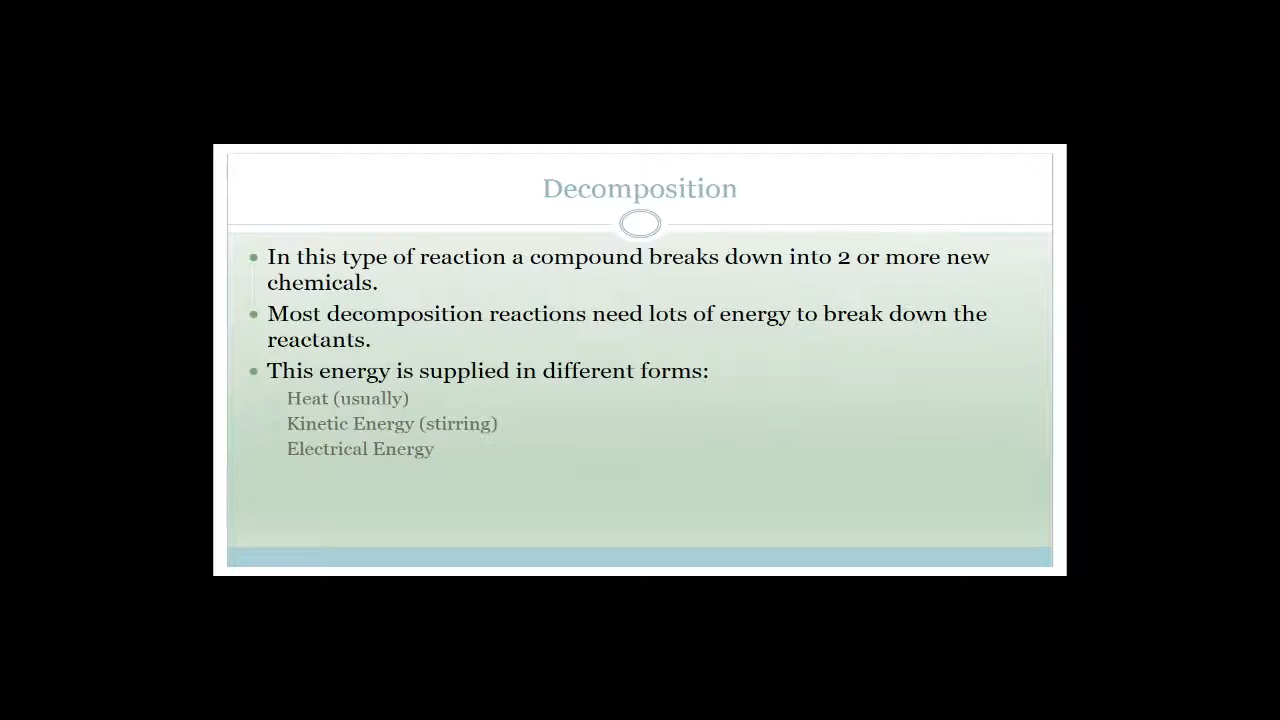 Decomposition
• In this type of reaction a compound breaks down into 2 or more new
chemicals.
• Most decomposition reactions need lots of energy to break down the
reactants.
• This energy is supplied in different forms:
Heat (usually)
Kinetic Energy (stirring)
Electrical Energy